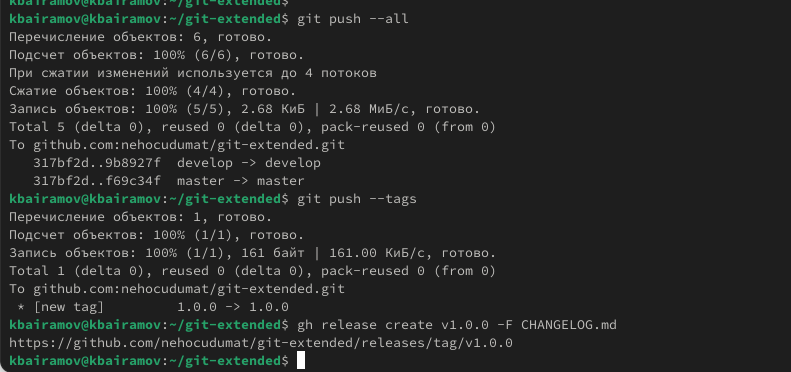 kbairamov@kbairamov:~/git-extended$
kbairamov@kbairamov:~/git-extended$ git push --all
Перечисление объектов: 6, готово.
Подсчет объектов: 100% (6/6), готово.
При сжатии изменений используется до 4 потоков
Сжатие объектов: 100% (4/4), готово.
Запись объектов: 100% (5/5), 2.68 КиБ | 2.68 МиБ/с, готово.
Total 5 (delta 0), reused 0 (delta 0), pack-reused 0 (from 0)
To github.com:nehocudumat/git-extended.git
   317bf2d..9b8927f  develop -> develop
   317bf2d..f69c34f  master -> master
kbairamov@kbairamov:~/git-extended$ git push --tags
Перечисление объектов: 1, готово.
Подсчет объектов: 100% (1/1), готово.
Запись объектов: 100% (1/1), 161 байт | 161.00 КиБ/с, готово.
Total 1 (delta 0), reused 0 (delta 0), pack-reused 0 (from 0)
To github.com:nehocudumat/git-extended.git
 * [new tag]         1.0.0 -> 1.0.0
kbairamov@kbairamov:~/git-extended$ gh release create v1.0.0 -F CHANGELOG.md
https://github.com/nehocudumat/git-extended/releases/tag/v1.0.0
kbairamov@kbairamov:~/git-extended$